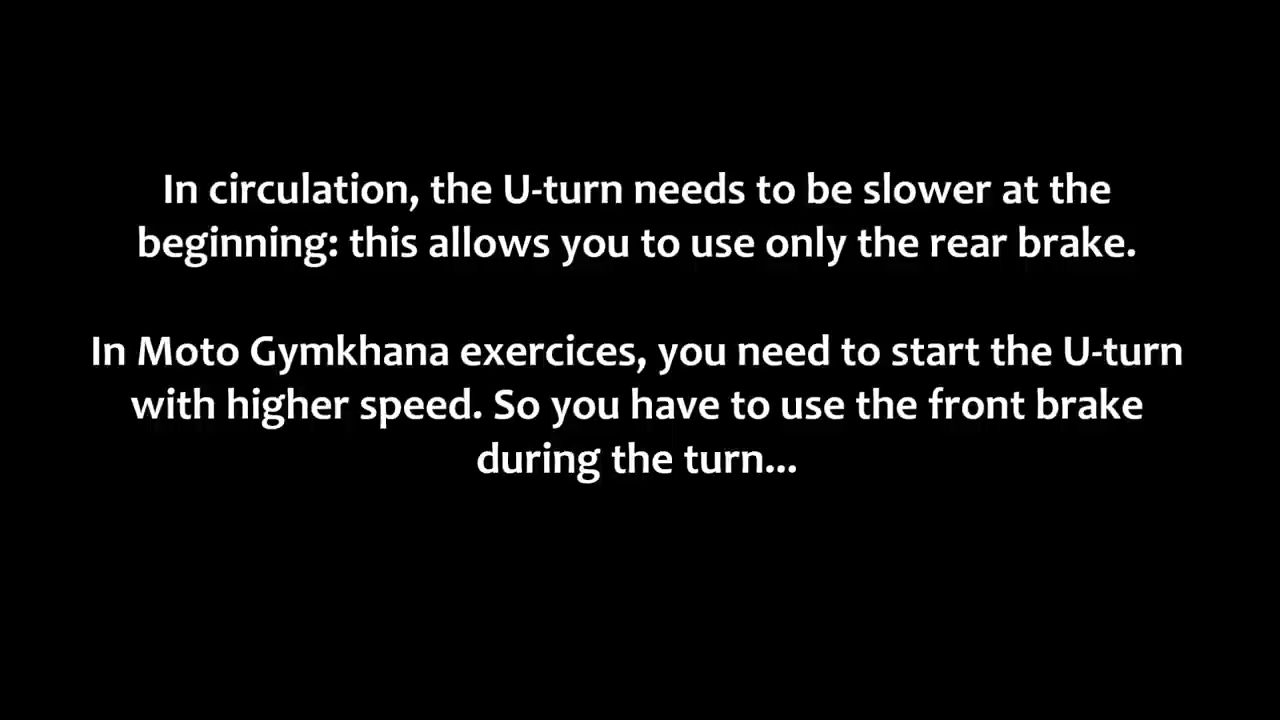 In circulation, the U-turn needs to be slower at the
beginning: this allows you to use only the rear brake.
In Moto Gymkhana exercices, you need to start the U-turn
with higher speed. So you have to use the front brake
during the turn...